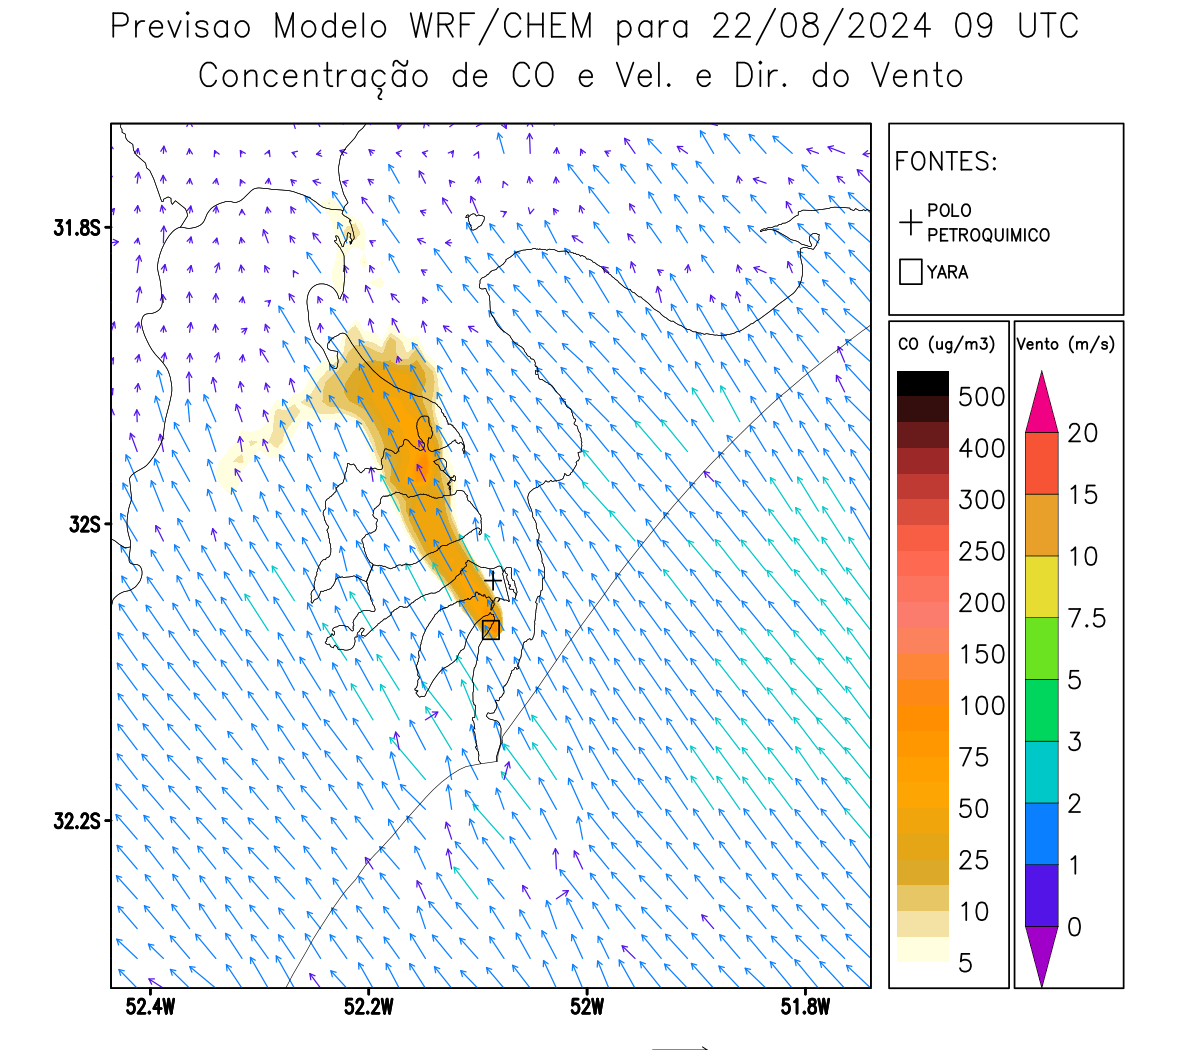 Previsao Modelo WRF/CHEM para 22/08/2024 09 UTC
Concentração de CO e Vel. e Dir. do Vento
FONTES:
POLO
PETROQUIMICO
YARA
CO (ug/m3)
500
400
300
250
200
150
100
75
50
25
10
5
Vento (m/s)
20
15
10
7.5
5
3
2
1
0
31.8S
32S
32.2S
52.4W
52.2W
52W
51.8W